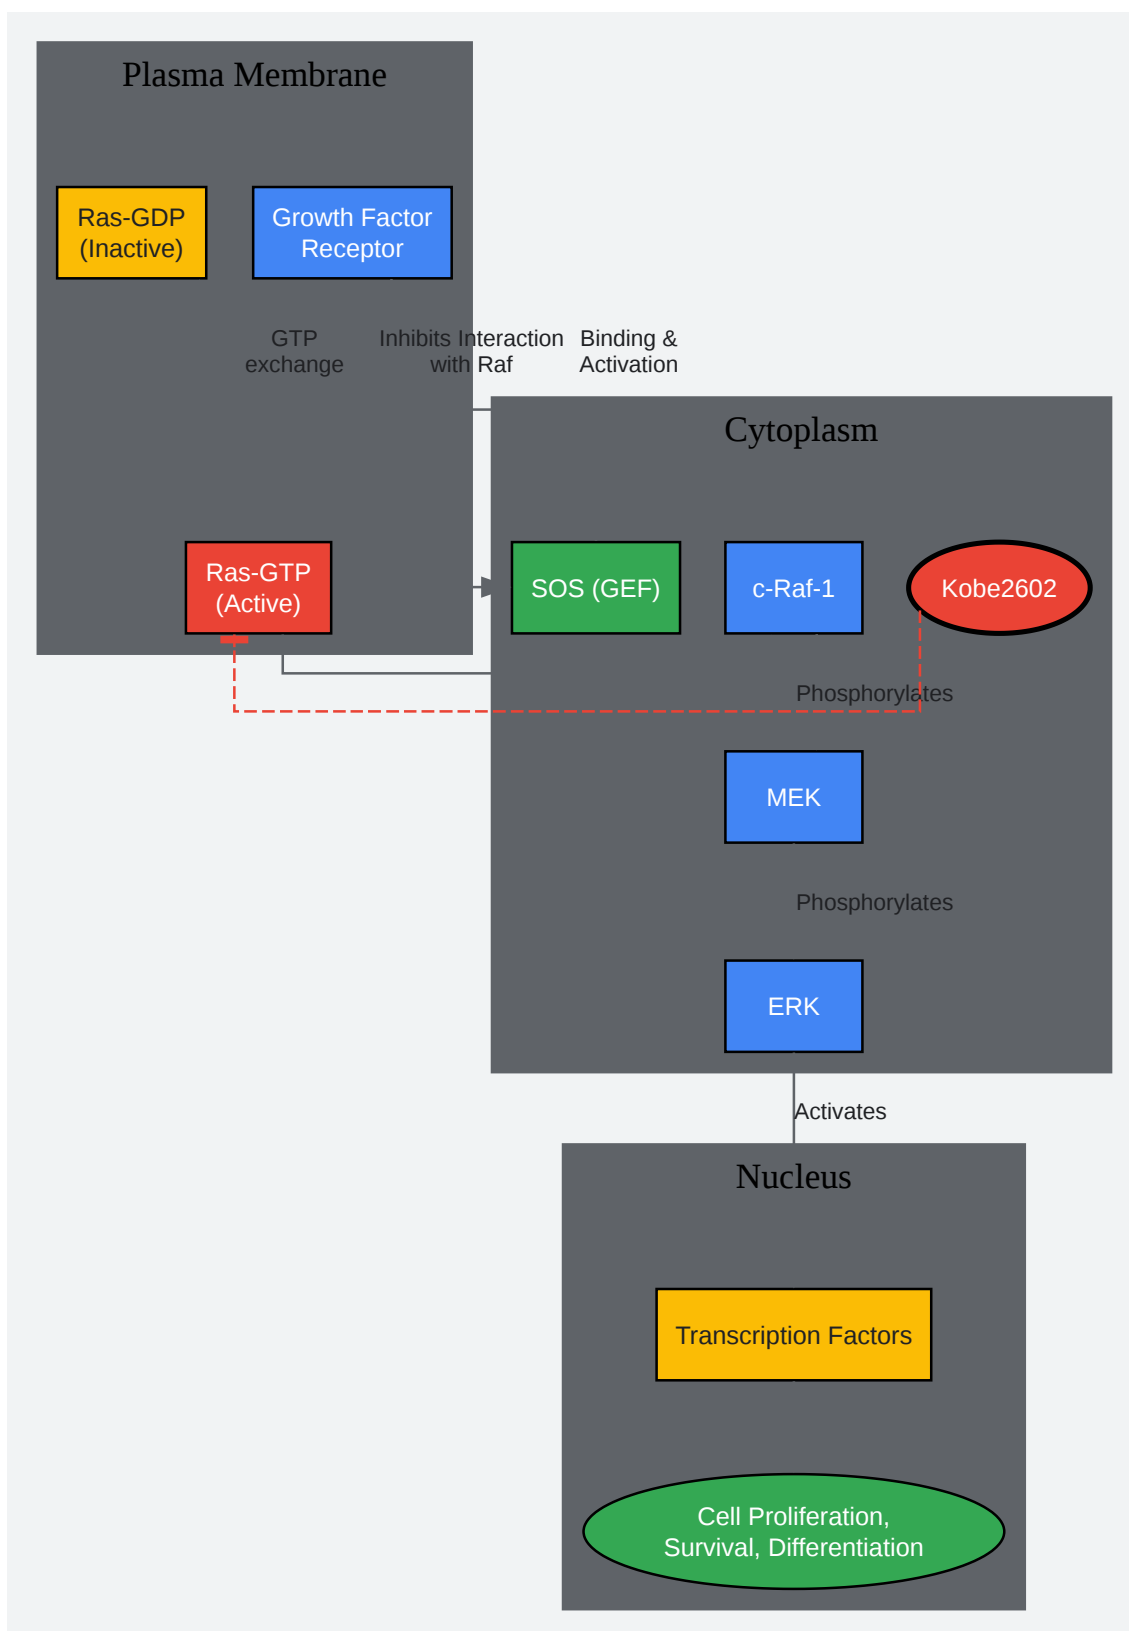 Plasma Membrane
Ras-GDP
(Inactive)
Growth Factor
Receptor
GTP
exchange
Inhibits Interaction
with Raf
Binding &
Activation
Cytoplasm
Ras-GTP
(Active)
SOS (GEF)
c-Raf-1
Kobe2602
Phosphorylates
MEK
Phosphorylates
ERK
Activates
Nucleus
Transcription Factors
Cell Proliferation,
Survival, Differentiation